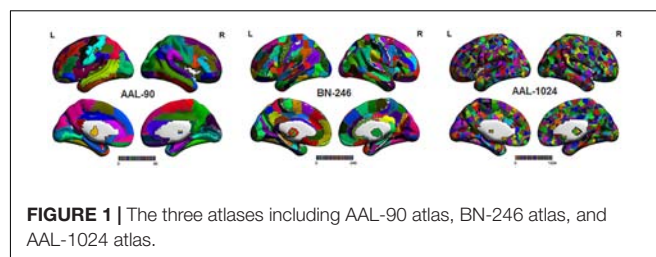 L R L R L R
AAL-90 BN-246 AAL-1024
FIGURE 1 | The three atlases including AAL-90 atlas, BN-246 atlas, and
AAL-1024 atlas.